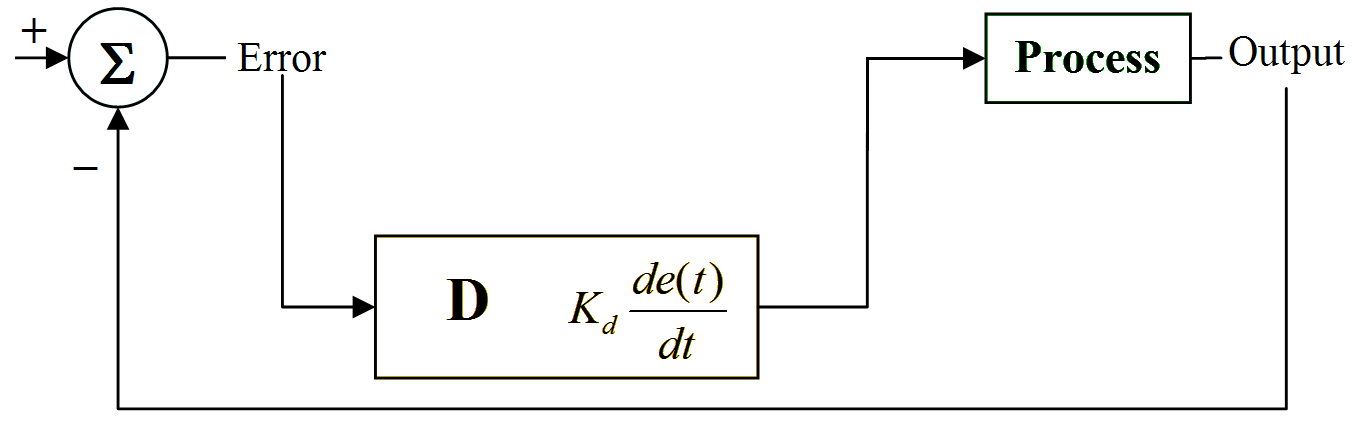 +
Σ
Error
Process
Output
−
D
K_d de(t)/dt